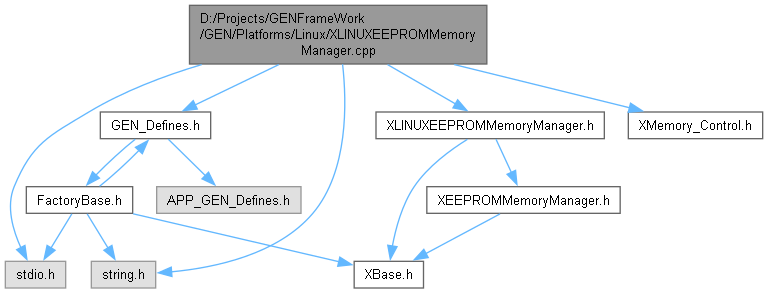 D:/Projects/GENFrameWork
/GEN/Platforms/Linux/XLINUXEEPROMMemory
Manager.cpp
GEN_Defines.h
XLINUXEEPROMMemoryManager.h
XMemory_Control.h
FactoryBase.h
APP_GEN_Defines.h
XEEPROMMemoryManager.h
stdio.h
string.h
XBase.h